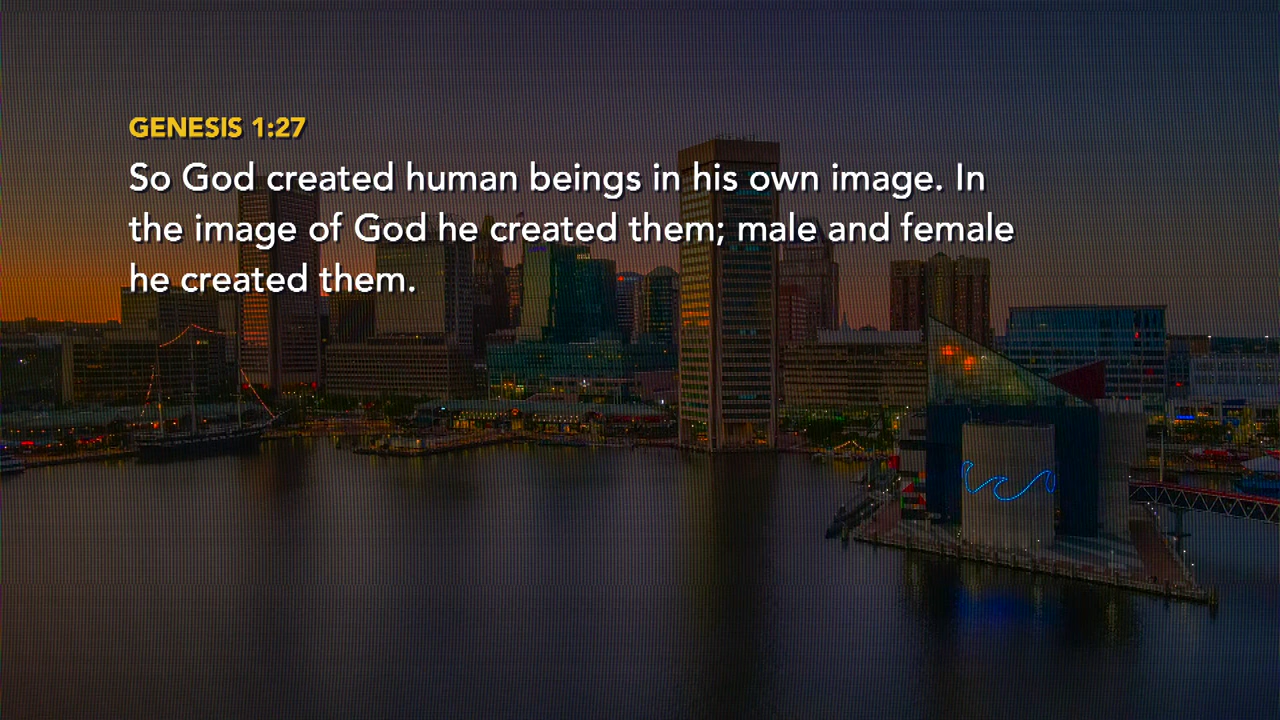 GENESIS 1:27
So God created human beings in his own image. In
the image of God he created them; male and female
he created them.